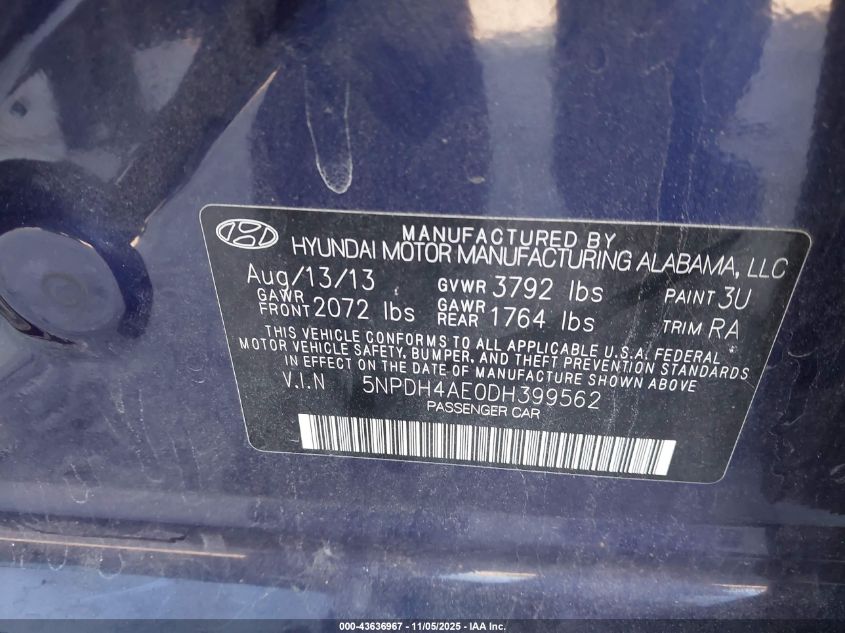 MANUFACTURED BY
HYUNDAI MOTOR MANUFACTURING ALABAMA, LLC
Aug/13/13 GVWR 3792 lbs PAINT 3U
GAWR FRONT 2072 lbs GAWR REAR 1764 lbs TRIM RA
THIS VEHICLE CONFORMS TO ALL APPLICABLE U.S.A. FEDERAL
MOTOR VEHICLE SAFETY, BUMPER, AND THEFT PREVENTION STANDARDS
IN EFFECT ON THE DATE OF MANUFACTURE SHOWN ABOVE
V.I.N 5NPDH4AE0DH399562
PASSENGER CAR
000-43636967 - 11/05/2025 - IAA Inc.